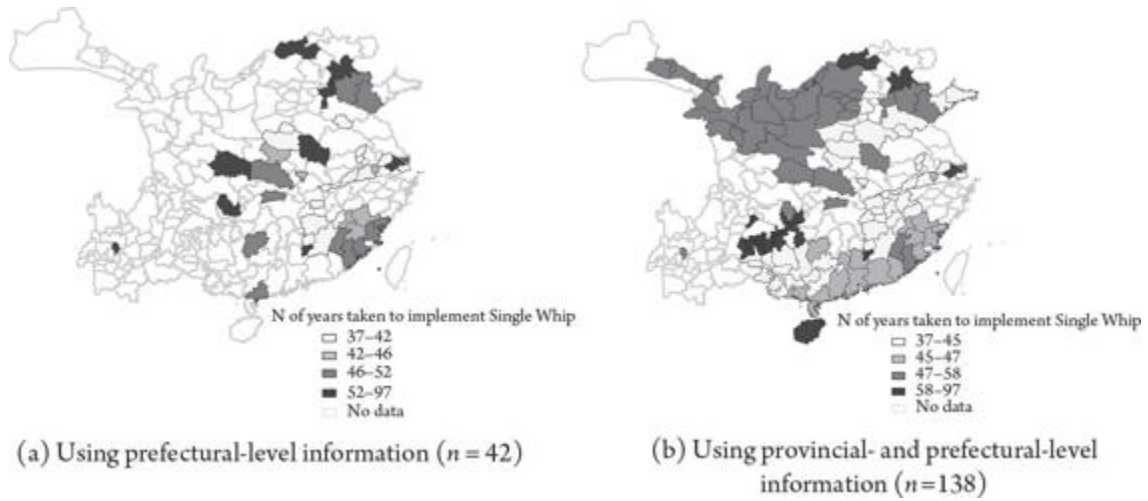 N of years taken to implement Single Whip
37–42
42–46
46–52
52–97
No data
(a) Using prefectural-level information (n = 42)
N of years taken to implement Single Whip
37–45
45–47
47–58
58–97
No data
(b) Using provincial- and prefectural-level
information (n=138)